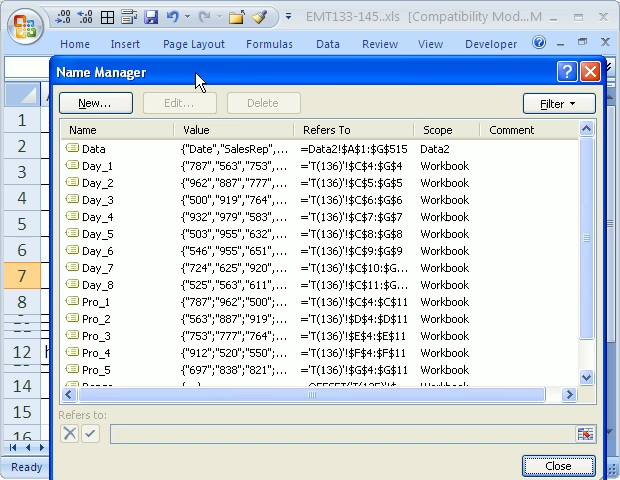 EMT133-145..xls [Compatibility Mod...M
Home Insert Page Layout Formulas Data Review View Developer
Name Manager
New... Edit... Delete Filter
Name Value Refers To Scope Comment
Data {"Date","SalesRep",... =Data2!$A$1:$G$515 Data2
Day_1 {"787","563","753",... ='T(136)'!$C$4:$G$4 Workbook
Day_2 {"962","887","777",... ='T(136)'!$C$5:$G$5 Workbook
Day_3 {"500","919","764",... ='T(136)'!$C$6:$G$6 Workbook
Day_4 {"932","979","583",... ='T(136)'!$C$7:$G$7 Workbook
Day_5 {"503","955","632",... ='T(136)'!$C$8:$G$8 Workbook
Day_6 {"546","955","651",... ='T(136)'!$C$9:$G$9 Workbook
Day_7 {"724","625","920",... ='T(136)'!$C$10:$G... Workbook
Day_8 {"525","563","611",... ='T(136)'!$C$11:$G... Workbook
Pro_1 {"787";"962";"500";... ='T(136)'!$C$4:$C$11 Workbook
Pro_2 {"563";"887";"919";... ='T(136)'!$D$4:$D$11 Workbook
Pro_3 {"753";"777";"764";... ='T(136)'!$E$4:$E$11 Workbook
Pro_4 {"912";"520";"550";... ='T(136)'!$F$4:$F$11 Workbook
Pro_5 {"697";"838";"821";... ='T(136)'!$G$4:$G$11 Workbook
Range {...} =OFFSET('T(135)'!$... Workbook
Refers to:
Close
1
2
3
4
5
6
7
8
12
14
15
16
Ready